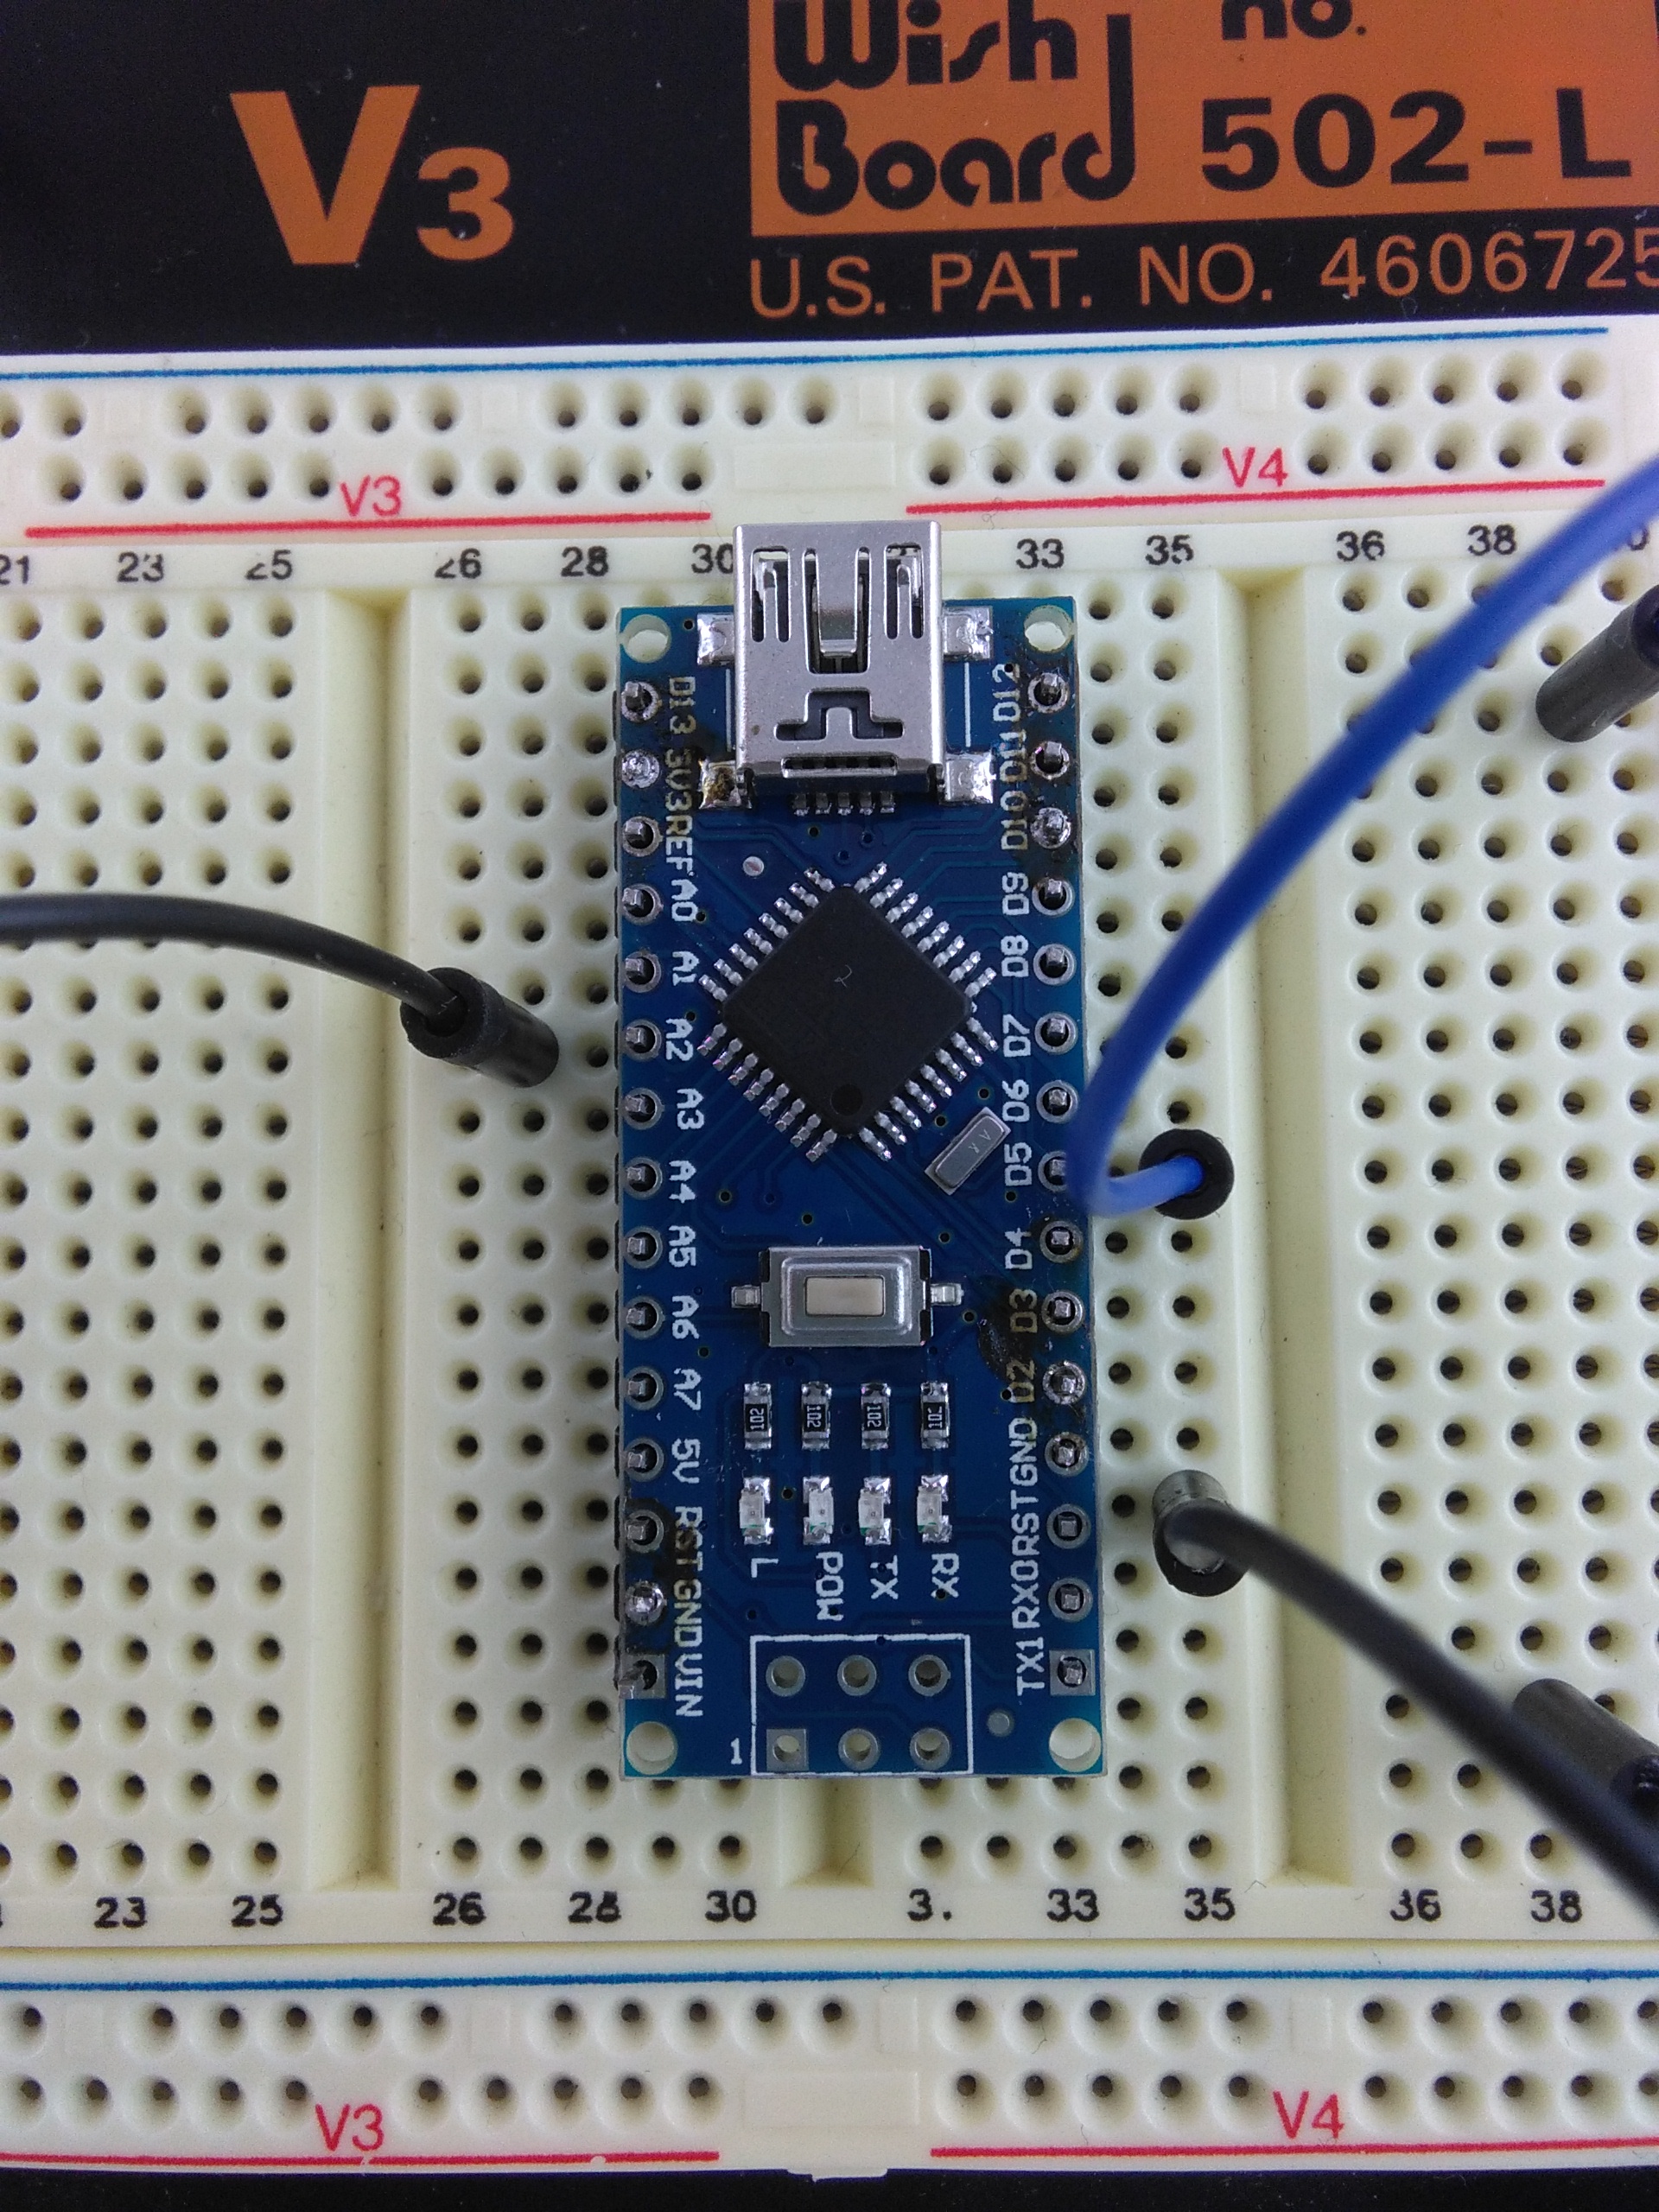 Wish no.
V3
Board 502-L
U.S. PAT. NO. 4606725
V3 V4
21 23 25 26 28 30 33 35 36 38
D13 D12
3V3 D11
REF D10
A0 D9
A1 D8
A2 D7
A3 D6
A4 D5
A5 D4
A6 D3
A7 D2
5V GND
RST RST
GND RX0
VIN TX1
102 102 102
L POW TX RX
1
23 25 26 28 30 33 35 36 38
V3 V4